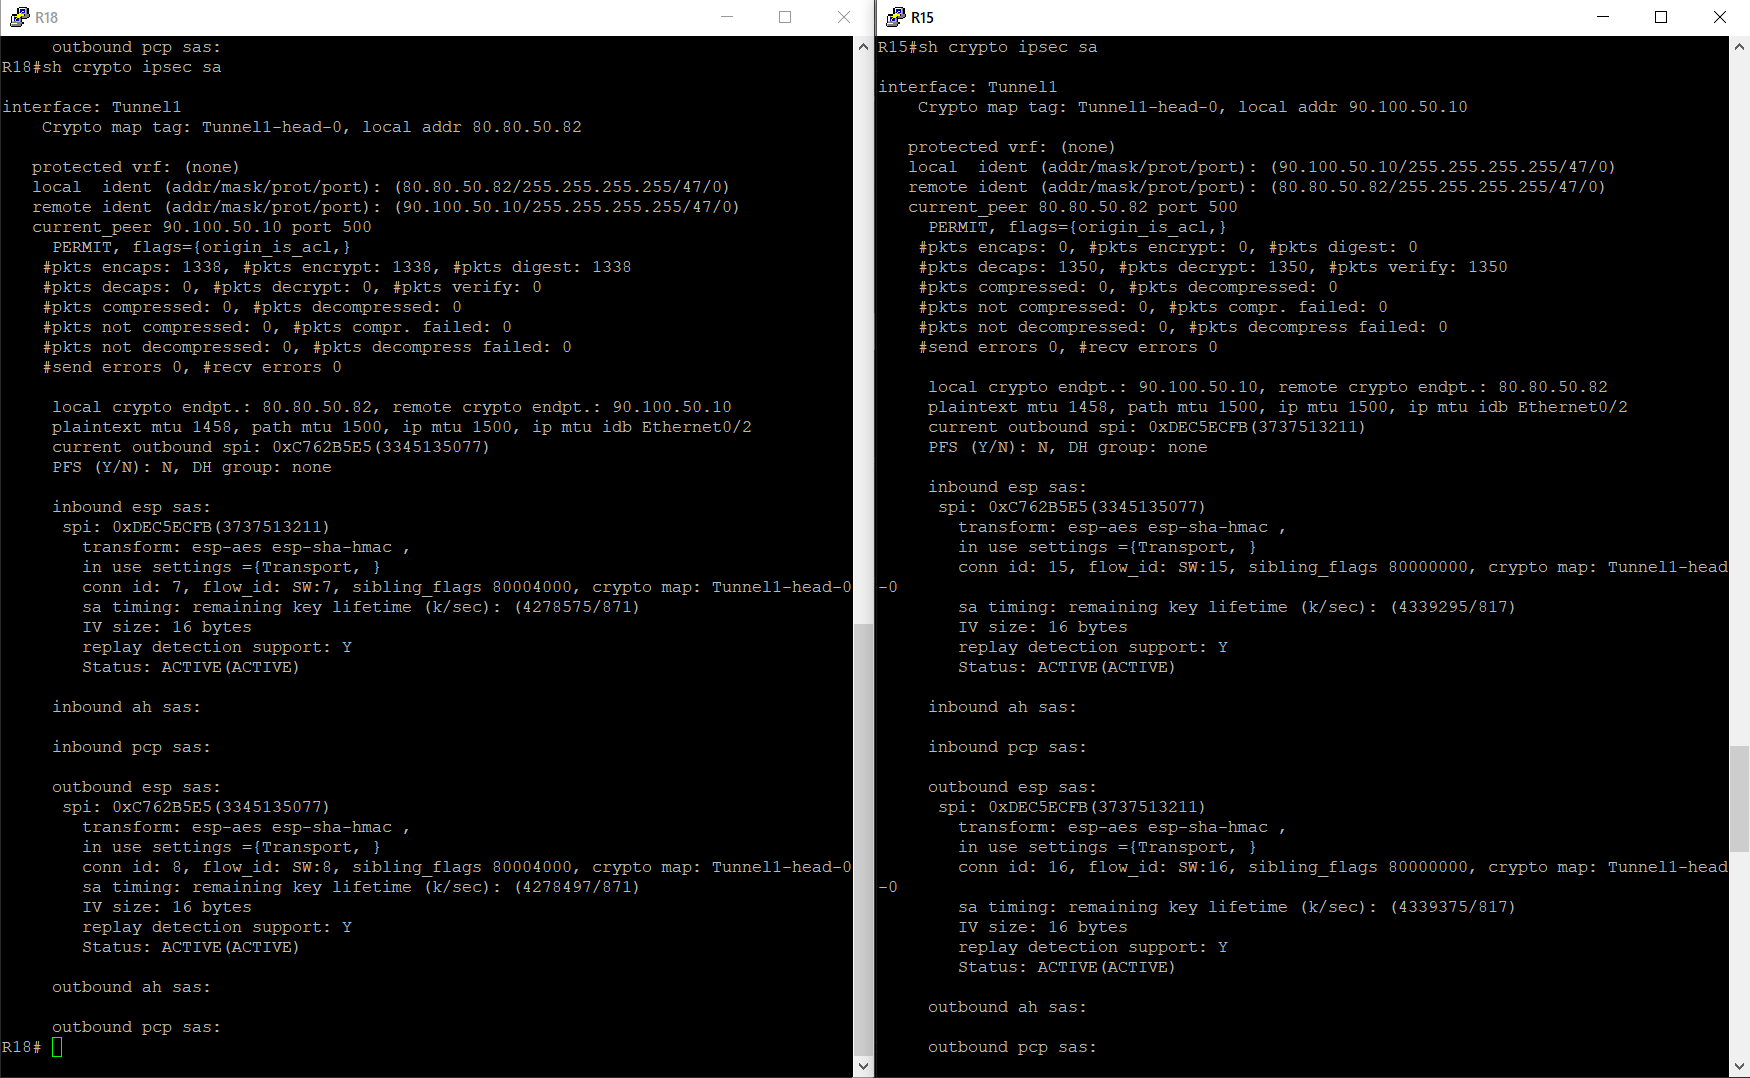 R18
     outbound pcp sas:
R18#sh crypto ipsec sa
interface: Tunnel1
    Crypto map tag: Tunnel1-head-0, local addr 80.80.50.82
   protected vrf: (none)
   local  ident (addr/mask/prot/port): (80.80.50.82/255.255.255.255/47/0)
   remote ident (addr/mask/prot/port): (90.100.50.10/255.255.255.255/47/0)
   current_peer 90.100.50.10 port 500
     PERMIT, flags={origin_is_acl,}
    #pkts encaps: 1338, #pkts encrypt: 1338, #pkts digest: 1338
    #pkts decaps: 0, #pkts decrypt: 0, #pkts verify: 0
    #pkts compressed: 0, #pkts decompressed: 0
    #pkts not compressed: 0, #pkts compr. failed: 0
    #pkts not decompressed: 0, #pkts decompress failed: 0
    #send errors 0, #recv errors 0
     local crypto endpt.: 80.80.50.82, remote crypto endpt.: 90.100.50.10
     plaintext mtu 1458, path mtu 1500, ip mtu 1500, ip mtu idb Ethernet0/2
     current outbound spi: 0xC762B5E5(3345135077)
     PFS (Y/N): N, DH group: none
     inbound esp sas:
      spi: 0xDEC5ECFB(3737513211)
        transform: esp-aes esp-sha-hmac ,
        in use settings ={Transport, }
        conn id: 7, flow_id: SW:7, sibling_flags 80004000, crypto map: Tunnel1-head-0
        sa timing: remaining key lifetime (k/sec): (4278575/871)
        IV size: 16 bytes
        replay detection support: Y
        Status: ACTIVE(ACTIVE)
     inbound ah sas:
     inbound pcp sas:
     outbound esp sas:
      spi: 0xC762B5E5(3345135077)
        transform: esp-aes esp-sha-hmac ,
        in use settings ={Transport, }
        conn id: 8, flow_id: SW:8, sibling_flags 80004000, crypto map: Tunnel1-head-0
        sa timing: remaining key lifetime (k/sec): (4278497/871)
        IV size: 16 bytes
        replay detection support: Y
        Status: ACTIVE(ACTIVE)
     outbound ah sas:
     outbound pcp sas:
R18#
R15
R15#sh crypto ipsec sa
interface: Tunnel1
    Crypto map tag: Tunnel1-head-0, local addr 90.100.50.10
   protected vrf: (none)
   local  ident (addr/mask/prot/port): (90.100.50.10/255.255.255.255/47/0)
   remote ident (addr/mask/prot/port): (80.80.50.82/255.255.255.255/47/0)
   current_peer 80.80.50.82 port 500
     PERMIT, flags={origin_is_acl,}
    #pkts encaps: 0, #pkts encrypt: 0, #pkts digest: 0
    #pkts decaps: 1350, #pkts decrypt: 1350, #pkts verify: 1350
    #pkts compressed: 0, #pkts decompressed: 0
    #pkts not compressed: 0, #pkts compr. failed: 0
    #pkts not decompressed: 0, #pkts decompress failed: 0
    #send errors 0, #recv errors 0
     local crypto endpt.: 90.100.50.10, remote crypto endpt.: 80.80.50.82
     plaintext mtu 1458, path mtu 1500, ip mtu 1500, ip mtu idb Ethernet0/2
     current outbound spi: 0xDEC5ECFB(3737513211)
     PFS (Y/N): N, DH group: none
     inbound esp sas:
      spi: 0xC762B5E5(3345135077)
        transform: esp-aes esp-sha-hmac ,
        in use settings ={Transport, }
        conn id: 15, flow_id: SW:15, sibling_flags 80000000, crypto map: Tunnel1-head
-0
        sa timing: remaining key lifetime (k/sec): (4339295/817)
        IV size: 16 bytes
        replay detection support: Y
        Status: ACTIVE(ACTIVE)
     inbound ah sas:
     inbound pcp sas:
     outbound esp sas:
      spi: 0xDEC5ECFB(3737513211)
        transform: esp-aes esp-sha-hmac ,
        in use settings ={Transport, }
        conn id: 16, flow_id: SW:16, sibling_flags 80000000, crypto map: Tunnel1-head
-0
        sa timing: remaining key lifetime (k/sec): (4339375/817)
        IV size: 16 bytes
        replay detection support: Y
        Status: ACTIVE(ACTIVE)
     outbound ah sas:
     outbound pcp sas: